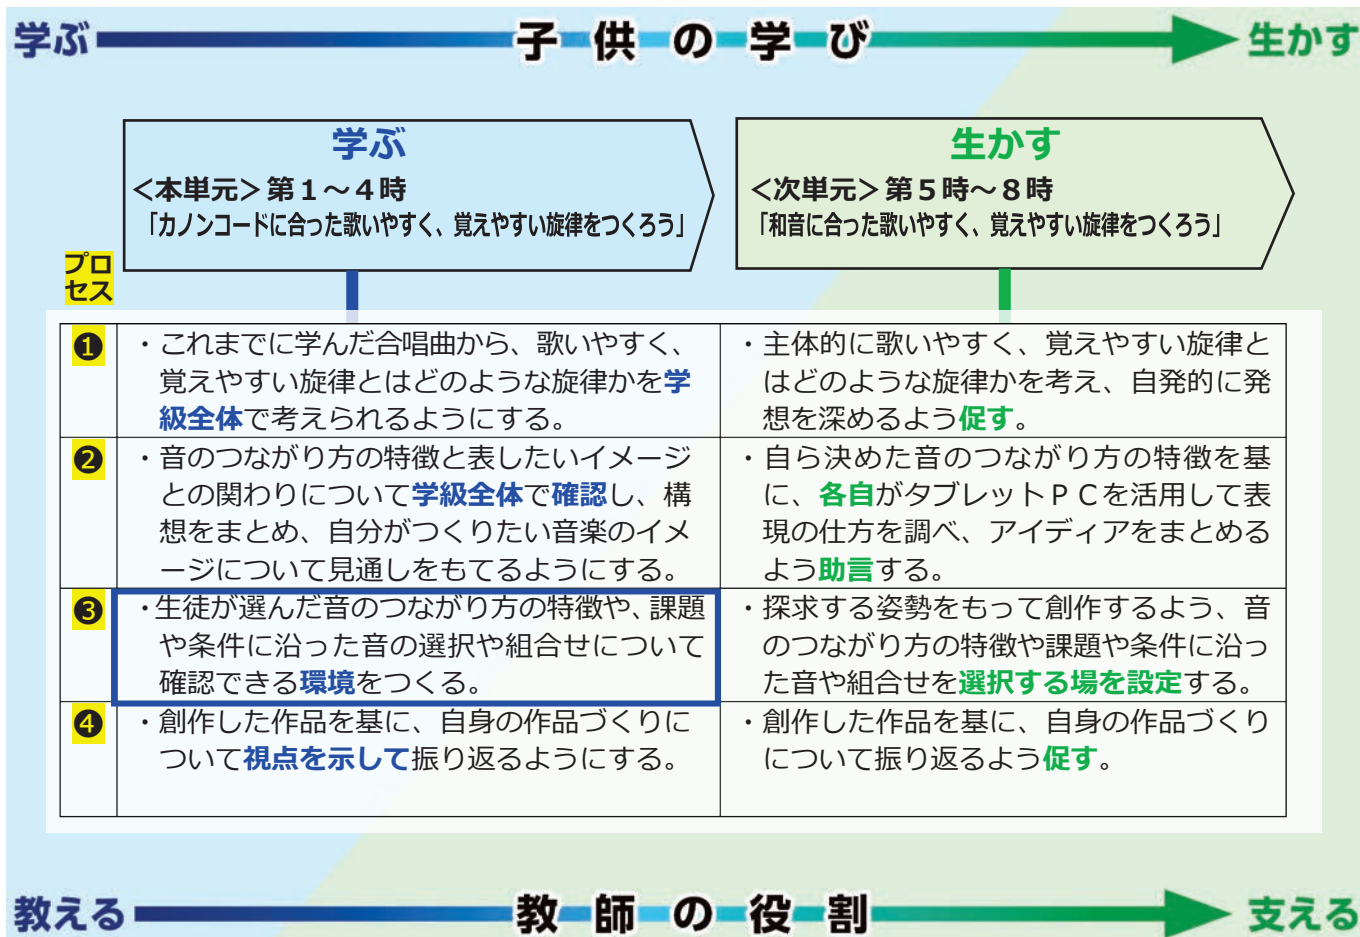 学ぶ 子供の学び 生かす
学ぶ
<本単元>第1~4時
「カノンコードに合った歌いやすく、覚えやすい旋律をつくろう」
生かす
<次単元>第5時~8時
「和音に合った歌いやすく、覚えやすい旋律をつくろう」
プロ
セス
❶
・これまでに学んだ合唱曲から、歌いやすく、
覚えやすい旋律とはどのような旋律かを学
級全体で考えられるようにする。
・主体的に歌いやすく、覚えやすい旋律と
はどのような旋律かを考え、自発的に発
想を深めるよう促す。
❷
・音のつながり方の特徴と表したいイメージ
との関わりについて学級全体で確認し、構
想をまとめ、自分がつくりたい音楽のイメ
ージについて見通しをもてるようにする。
・自ら決めた音のつながり方の特徴を基
に、各自がタブレットPCを活用して表
現の仕方を調べ、アイディアをまとめる
よう助言する。
❸
・生徒が選んだ音のつながり方の特徴や、課題
や条件に沿った音の選択や組合せについて
確認できる環境をつくる。
・探求する姿勢をもって創作するよう、音
のつながり方の特徴や課題や条件に沿っ
た音や組合せを選択する場を設定する。
❹
・創作した作品を基に、自身の作品づくりに
ついて視点を示して振り返るようにする。
・創作した作品を基に、自身の作品づくり
について振り返るよう促す。
教える 教師の役割 支える